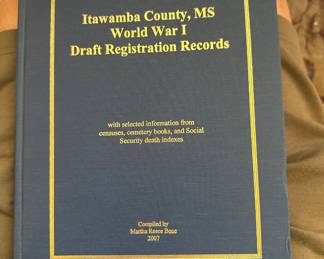 Itawamba County, MS
World War I
Draft Registration Records
with selected information from
censuses, cemetery books, and Social
Security death indexes
Compiled by
Martha Reece Bone
2007